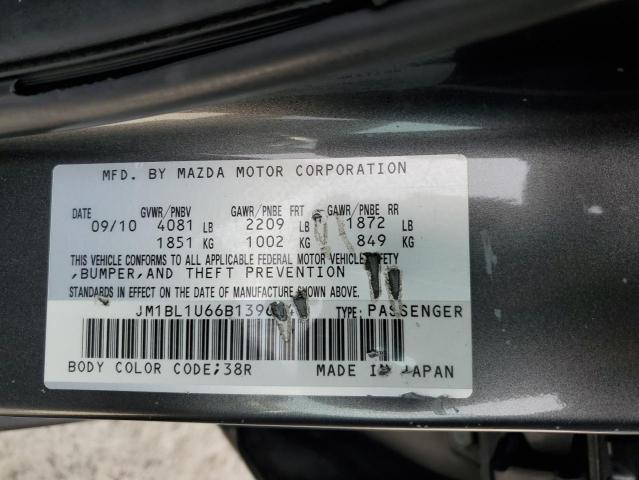 MFD. BY MAZDA MOTOR CORPORATION
DATE GVWR/PNBV GAWR/PNBE FRT GAWR/PNBE RR
09/10 4081 LB 2209 LB 1872 LB
1851 KG 1002 KG 849 KG
THIS VEHICLE CONFORMS TO ALL APPLICABLE FEDERAL MOTOR VEHICLE SAFETY
,BUMPER,AND THEFT PREVENTION
STANDARDS IN EFFECT ON THE DATE OF MANUFACTURE SHOWN ABOVE.
TYPE: PASSENGER
BODY COLOR CODE;38R MADE IN JAPAN